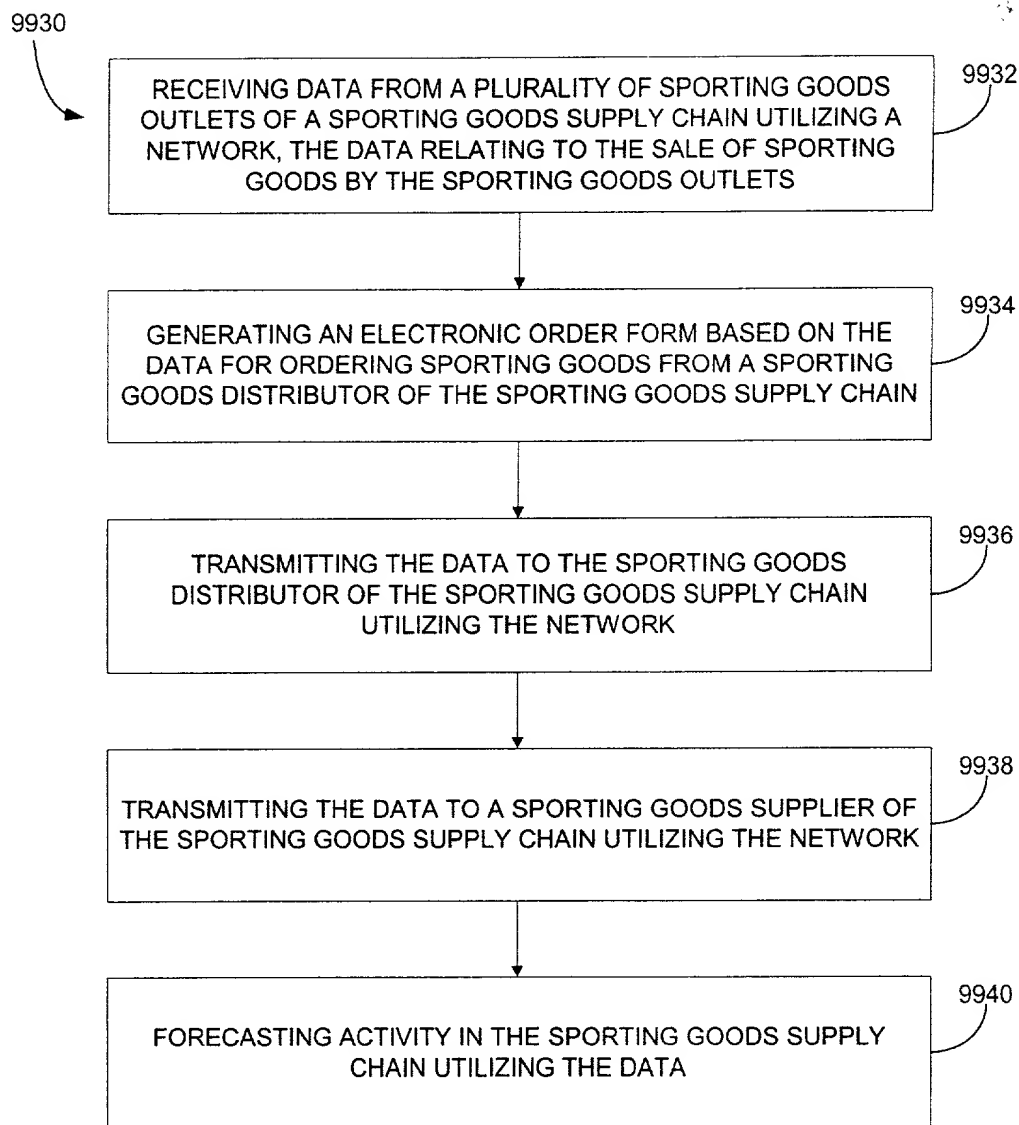 9930
RECEIVING DATA FROM A PLURALITY OF SPORTING GOODS
OUTLETS OF A SPORTING GOODS SUPPLY CHAIN UTILIZING A
NETWORK, THE DATA RELATING TO THE SALE OF SPORTING
GOODS BY THE SPORTING GOODS OUTLETS
9932
GENERATING AN ELECTRONIC ORDER FORM BASED ON THE
DATA FOR ORDERING SPORTING GOODS FROM A SPORTING
GOODS DISTRIBUTOR OF THE SPORTING GOODS SUPPLY CHAIN
9934
TRANSMITTING THE DATA TO THE SPORTING GOODS
DISTRIBUTOR OF THE SPORTING GOODS SUPPLY CHAIN
UTILIZING THE NETWORK
9936
TRANSMITTING THE DATA TO A SPORTING GOODS SUPPLIER OF
THE SPORTING GOODS SUPPLY CHAIN UTILIZING THE NETWORK
9938
FORECASTING ACTIVITY IN THE SPORTING GOODS SUPPLY
CHAIN UTILIZING THE DATA
9940